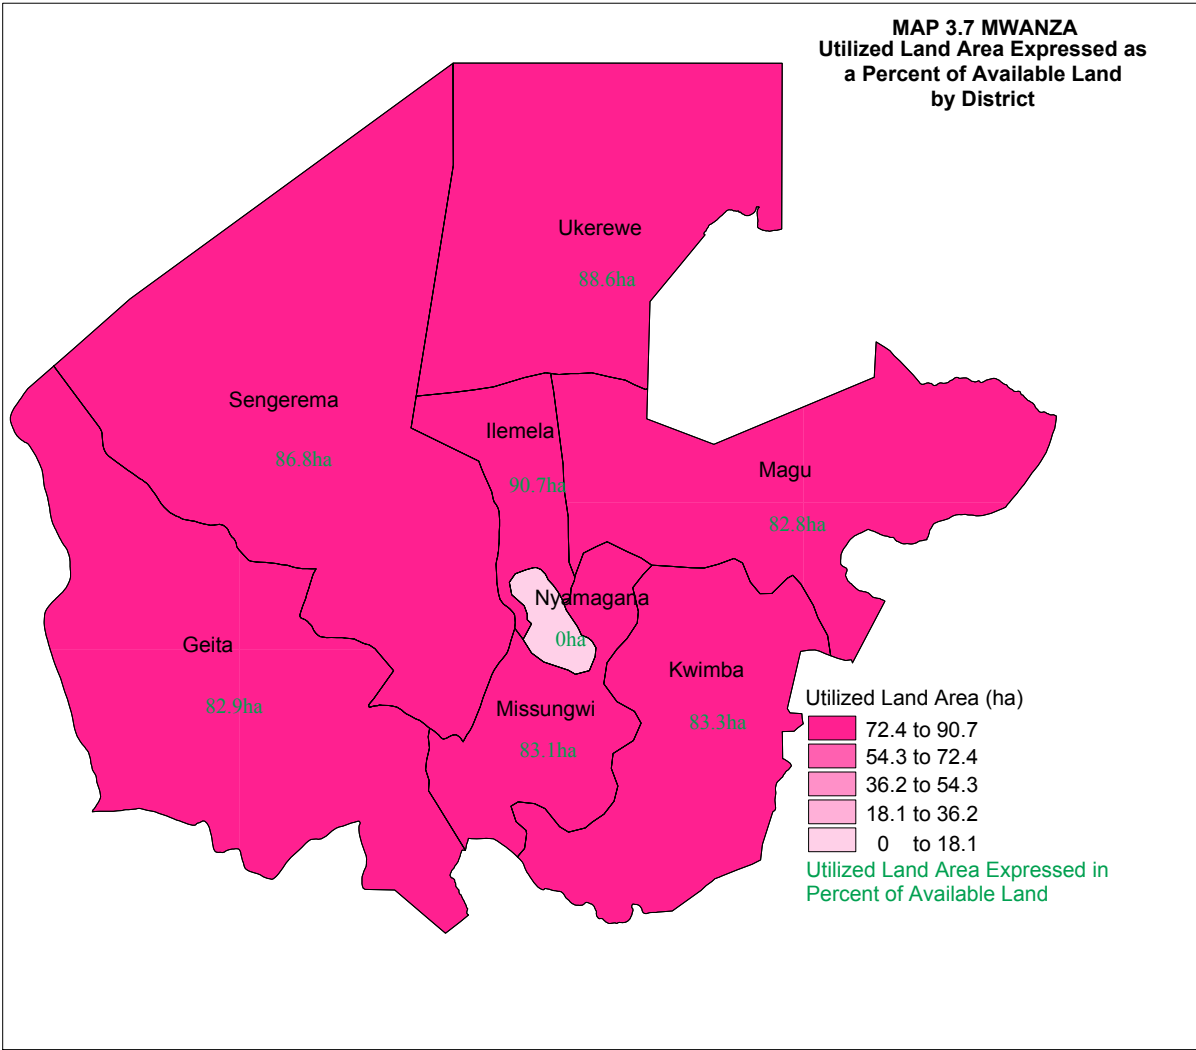 MAP 3.7 MWANZA
Utilized Land Area Expressed as
a Percent of Available Land
by District
Ukerewe
88.6ha
Sengerema
86.8ha
Ilemela
90.7ha
Magu
82.8ha
Nyamagana
0ha
Geita
82.9ha
Kwimba
83.3ha
Missungwi
83.1ha
Utilized Land Area (ha)
72.4 to 90.7
54.3 to 72.4
36.2 to 54.3
18.1 to 36.2
0 to 18.1
Utilized Land Area Expressed in
Percent of Available Land